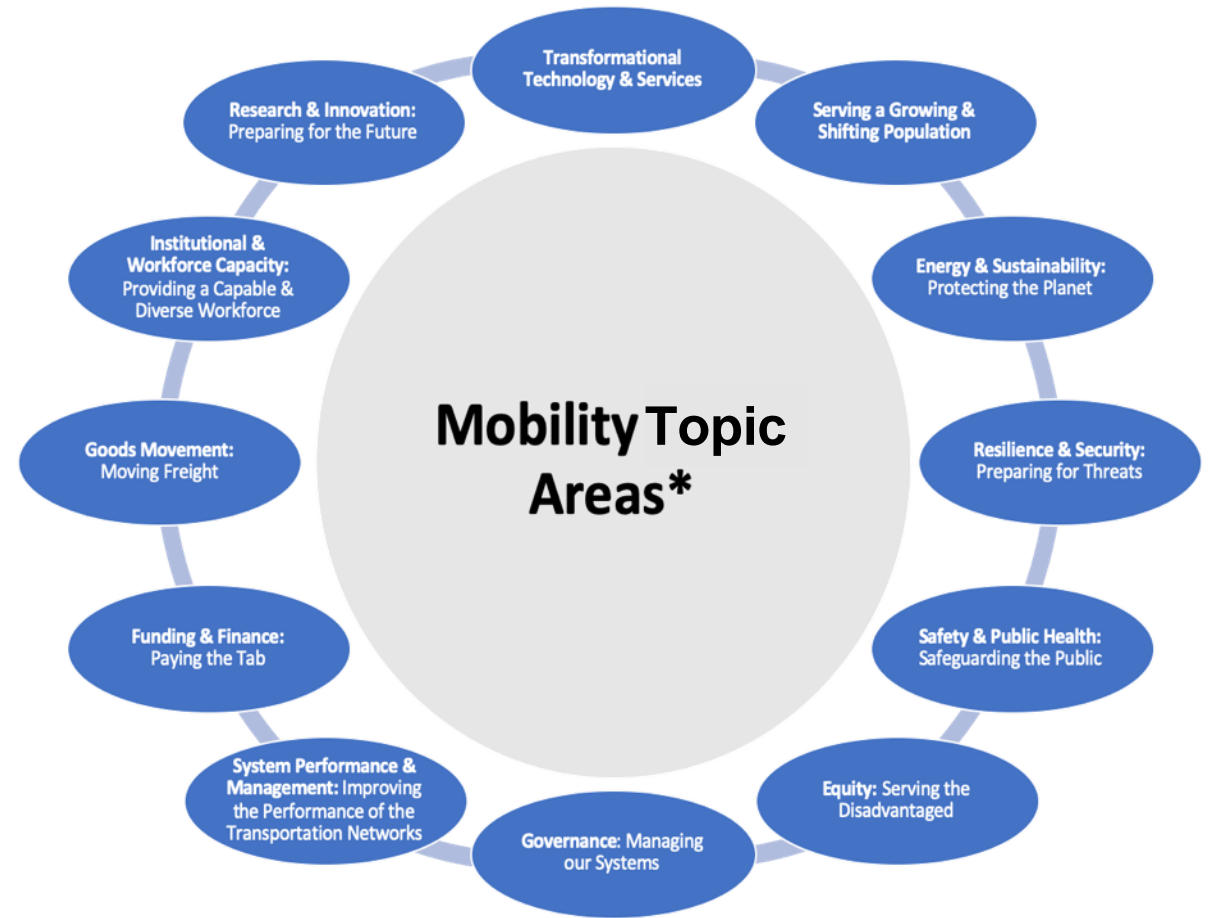 Transformational
Technology & Services
Serving a Growing &
Shifting Population
Energy & Sustainability:
Protecting the Planet
Resilience & Security:
Preparing for Threats
Safety & Public Health:
Safeguarding the Public
Equity: Serving the
Disadvantaged
Governance: Managing
our Systems
System Performance &
Management: Improving
the Performance of the
Transportation Networks
Funding & Finance:
Paying the Tab
Goods Movement:
Moving Freight
Institutional &
Workforce Capacity:
Providing a Capable &
Diverse Workforce
Research & Innovation:
Preparing for the Future
Mobility Topic
Areas*